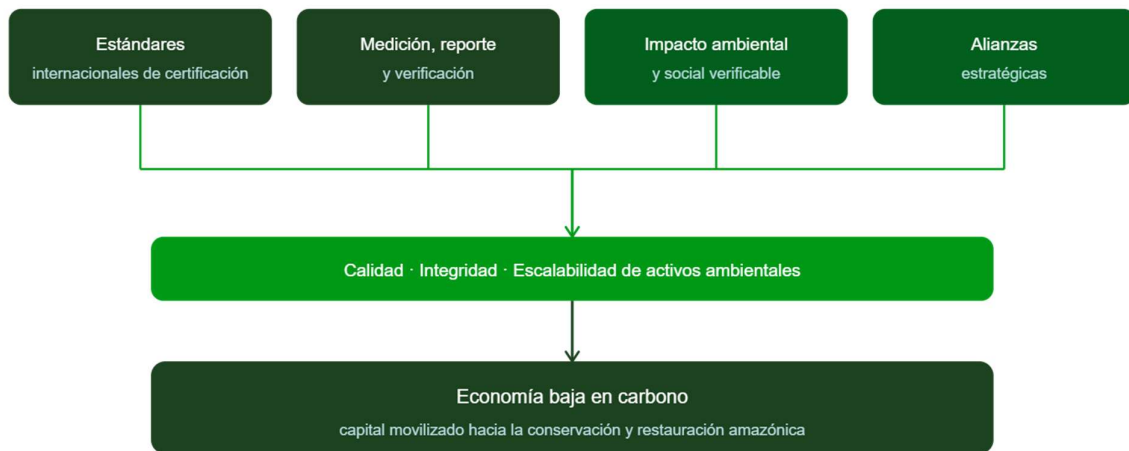 Estándares
internacionales de certificación
Medición, reporte
y verificación
Impacto ambiental
y social verificable
Alianzas
estratégicas
Calidad · Integridad · Escalabilidad de activos ambientales
Economía baja en carbono
capital movilizado hacia la conservación y restauración amazónica